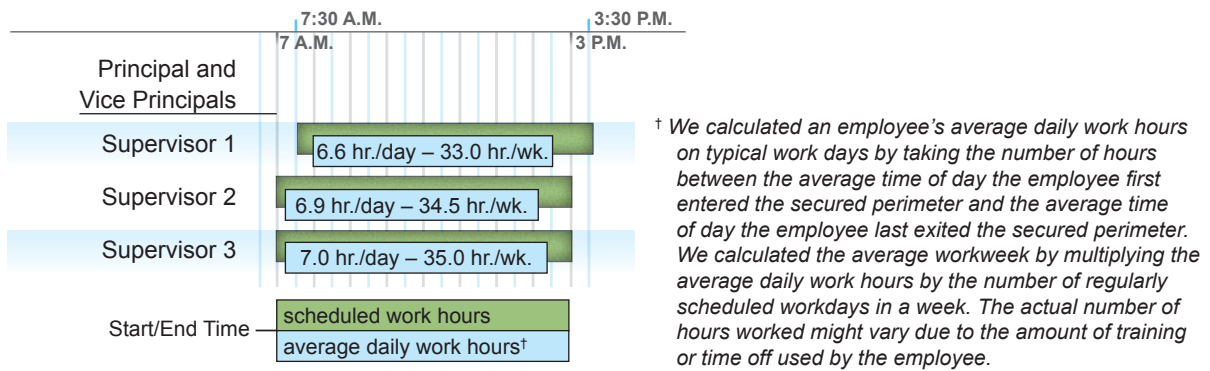 7:30 A.M.
3:30 P.M.
7 A.M.
3 P.M.
Principal and
Vice Principals
Supervisor 1
6.6 hr./day – 33.0 hr./wk.
Supervisor 2
6.9 hr./day – 34.5 hr./wk.
Supervisor 3
7.0 hr./day – 35.0 hr./wk.
Start/End Time
scheduled work hours
average daily work hours†
† We calculated an employee’s average daily work hours
on typical work days by taking the number of hours
between the average time of day the employee first
entered the secured perimeter and the average time
of day the employee last exited the secured perimeter.
We calculated the average workweek by multiplying the
average daily work hours by the number of regularly
scheduled workdays in a week. The actual number of
hours worked might vary due to the amount of training
or time off used by the employee.